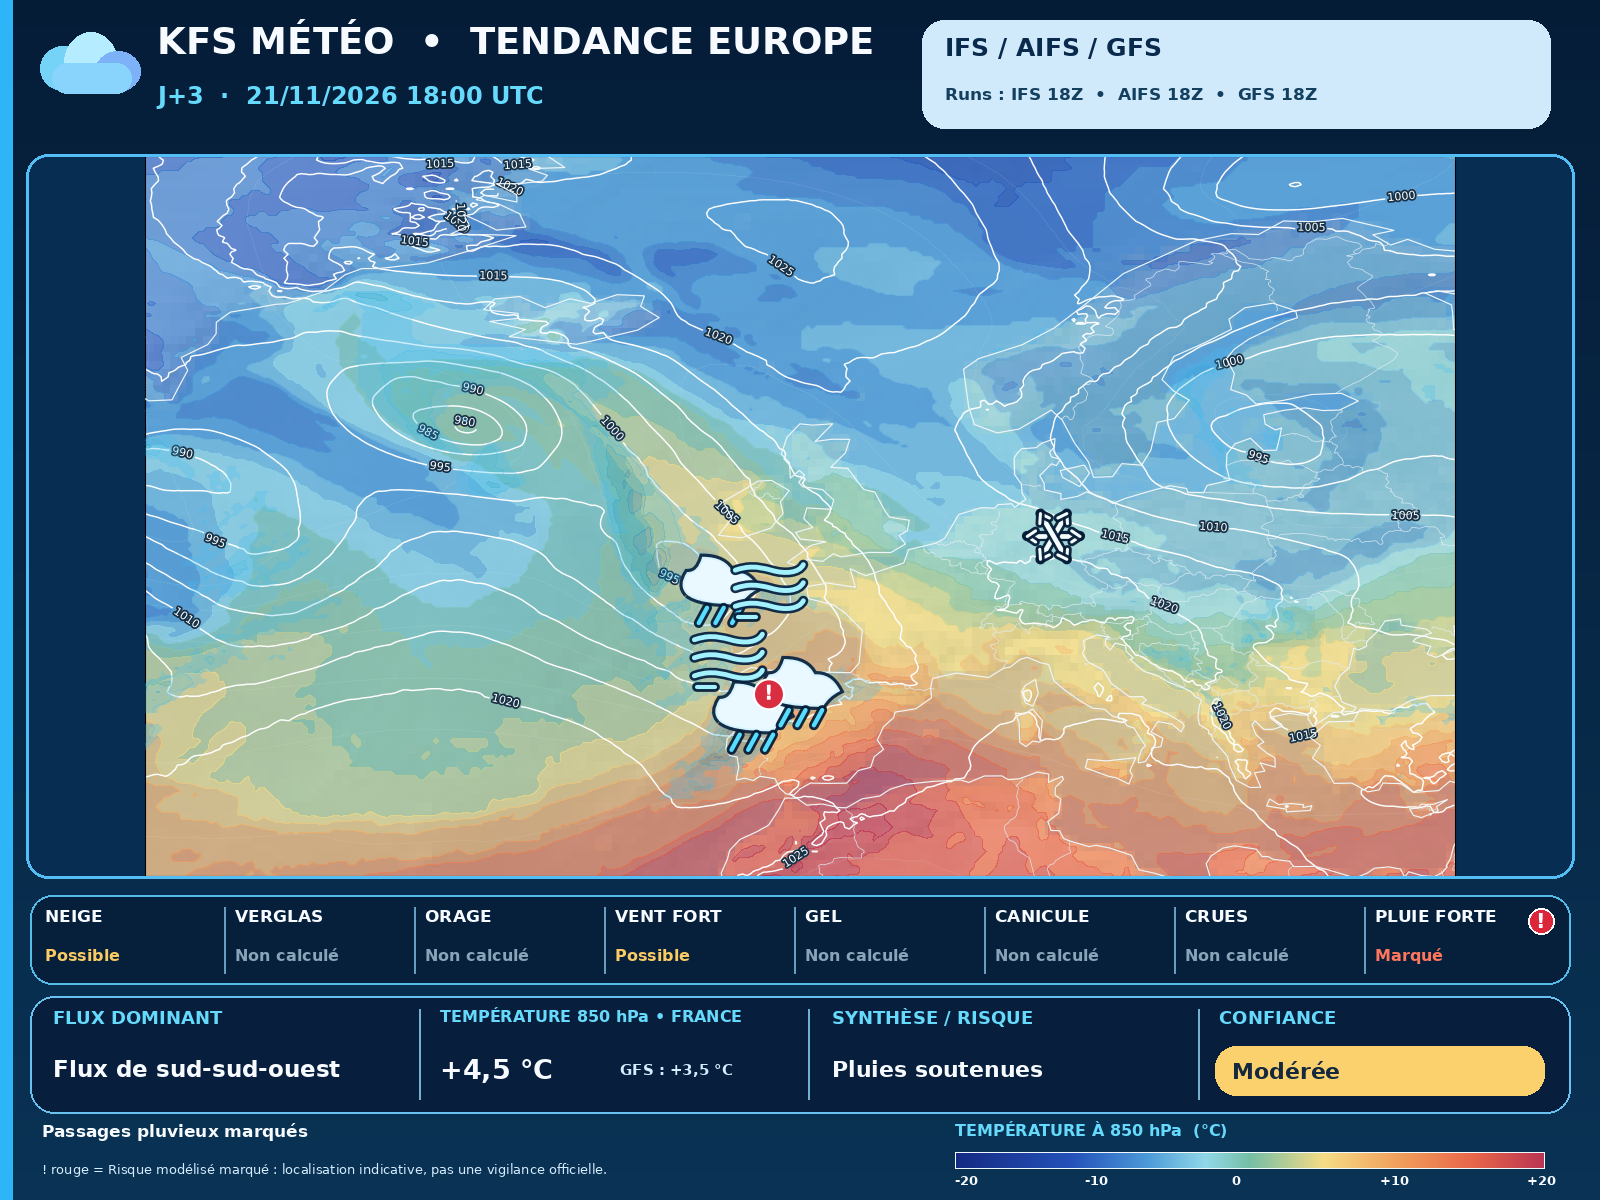 KFS MÉTÉO • TENDANCE EUROPE
J+3 · 21/11/2026 18:00 UTC
IFS / AIFS / GFS
Runs : IFS 18Z • AIFS 18Z • GFS 18Z
1015
1015
1020
1020
1015
1000
1005
1025
1015
1020
1000
990
980
985
1000
995
990
995
1005
995
1005
1010
1015
995
1010
1020
1020
1020
1015
1025
!
NEIGE
Possible
VERGLAS
Non calculé
ORAGE
Non calculé
VENT FORT
Possible
GEL
Non calculé
CANICULE
Non calculé
CRUES
Non calculé
PLUIE FORTE !
Marqué
FLUX DOMINANT
Flux de sud-sud-ouest
TEMPÉRATURE 850 hPa • FRANCE
+4,5 °C GFS : +3,5 °C
SYNTHÈSE / RISQUE
Pluies soutenues
CONFIANCE
Modérée
Passages pluvieux marqués
! rouge = Risque modélisé marqué : localisation indicative, pas une vigilance officielle.
TEMPÉRATURE À 850 hPa (°C)
-20 -10 0 +10 +20